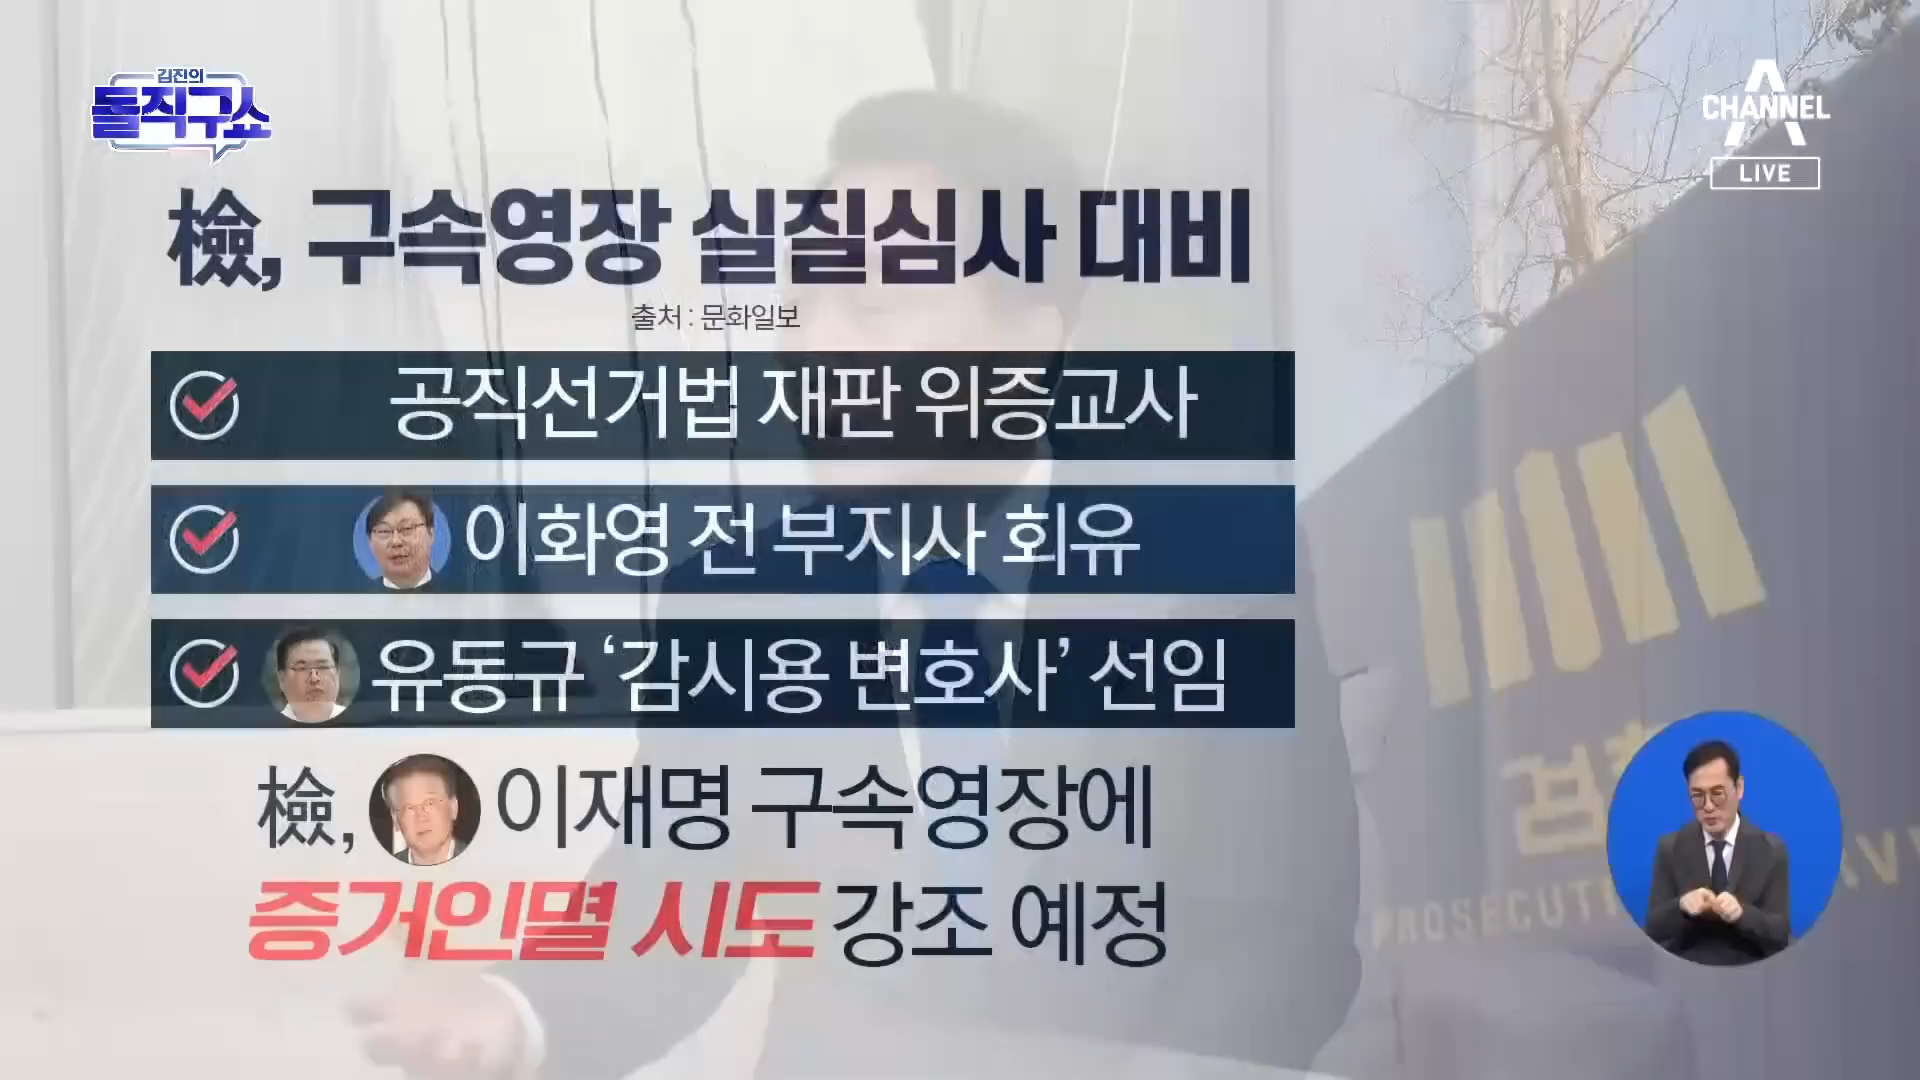 김진의
돌직구쇼
CHANNEL A
LIVE
檢, 구속영장 실질심사 대비
출처 : 문화일보
공직선거법 재판 위증교사
이화영 전 부지사 회유
유동규 ‘감시용 변호사’ 선임
檢, 이재명 구속영장에
증거인멸 시도 강조 예정
검찰